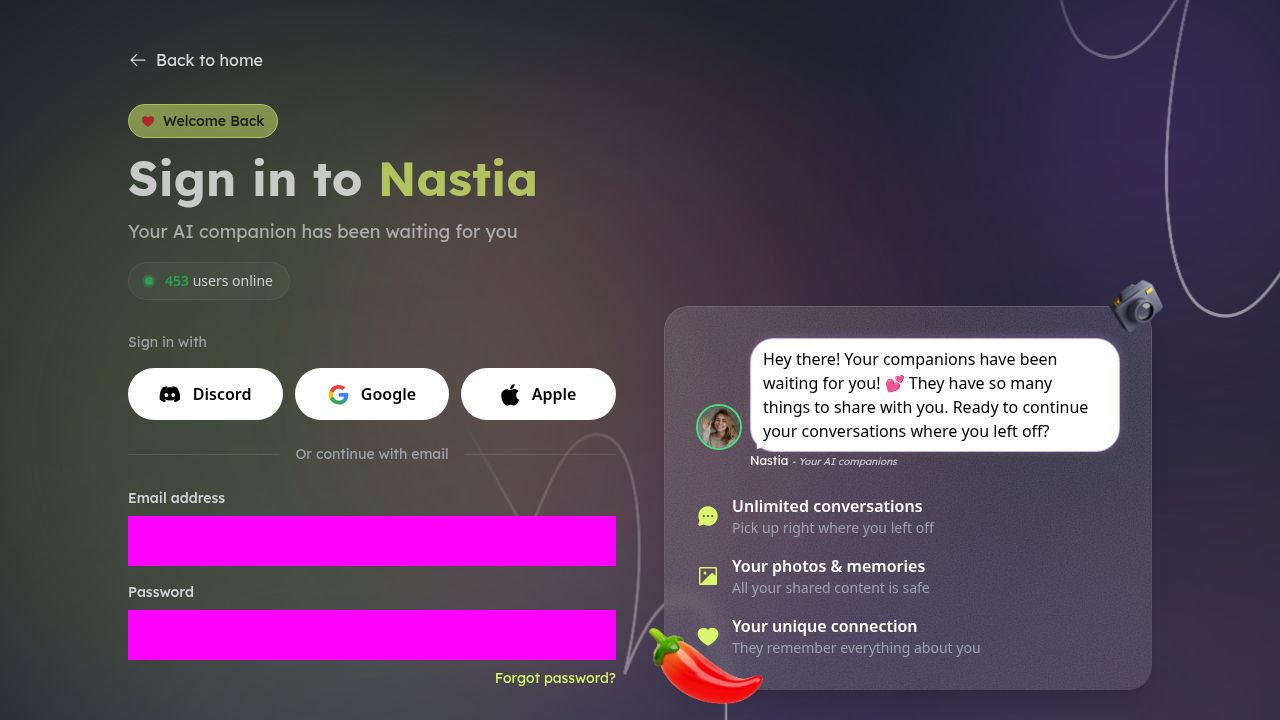 Back to home
Welcome Back
Sign in to Nastia
Your AI companion has been waiting for you
453 users online
Sign in with
Discord
Google
Apple
Or continue with email
Email address
Password
Forgot password?
Hey there! Your companions have been
waiting for you! 💕 They have so many
things to share with you. Ready to continue
your conversations where you left off?
Nastia - Your AI companions
Unlimited conversations
Pick up right where you left off
Your photos & memories
All your shared content is safe
Your unique connection
They remember everything about you